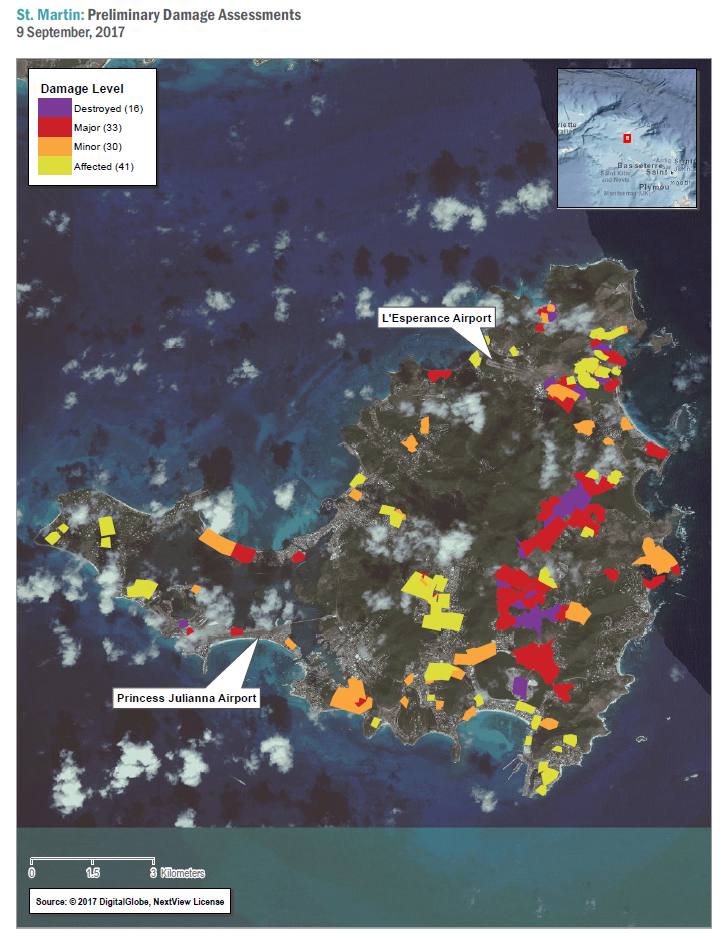 St. Martin: Preliminary Damage Assessments
9 September, 2017
Damage Level
Destroyed (16)
Major (33)
Minor (30)
Affected (41)
Basseterre
Saint Kitts
and Nevis
Saint
Plymou
Montserrat (UK)
L'Esperance Airport
Princess Julianna Airport
0 1.5 3 Kilometers
Source: © 2017 DigitalGlobe, NextView License